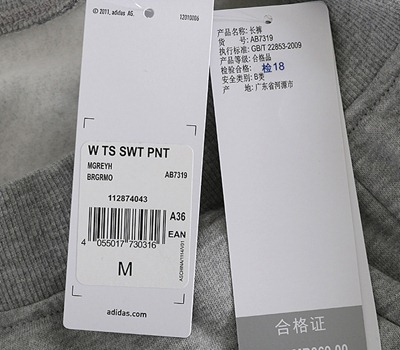 © 2011, adidas AG.
12010006
W TS SWT PNT
MGREYH
BRGRMO
AB7319
112874043
A36
EAN
4 055017 730316
ASCHINA/1114/V01
M
adidas.com
产品名称: 长裤
货 号: AB7319
执行标准: GB/T 22853-2009
产品等级: 合格品
检验合格: 检18
安全类别: B类
产 地: 广东省河源市
合格证